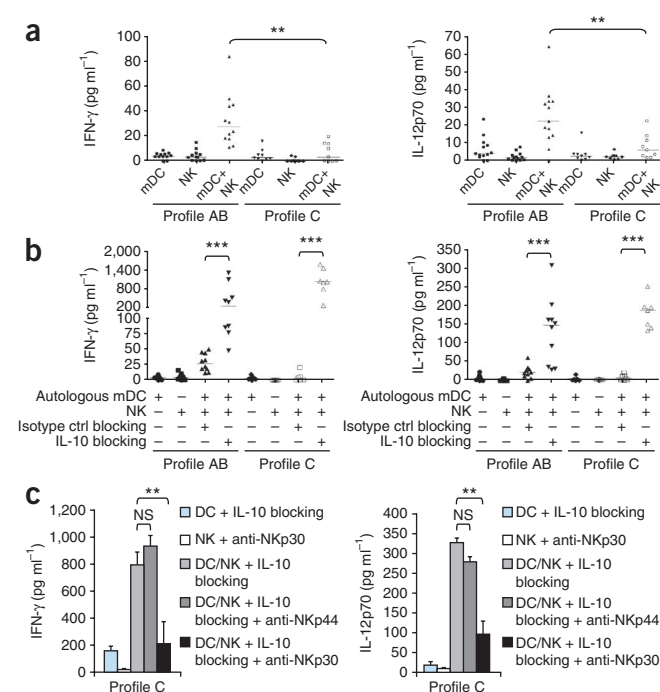 a
**
IFN-γ (pg ml−1)
100
80
60
40
20
0
mDC
NK
mDC+
NK
mDC
NK
mDC+
NK
Profile AB
Profile C
**
IL-12p70 (pg ml−1)
70
60
50
40
30
20
10
0
mDC
NK
mDC+
NK
mDC
NK
mDC+
NK
Profile AB
Profile C
b
***
***
IFN-γ (pg ml−1)
2,000
1,400
800
200
100
75
50
25
0
Autologous mDC + − + + + − + +
NK − + + + − + + +
Isotype ctrl blocking − − + − − − + −
IL-10 blocking − − − + − − − +
Profile AB
Profile C
***
***
IL-12p70 (pg ml−1)
350
300
250
200
150
100
50
0
Autologous mDC + − + + + − + +
NK − + + + − + + +
Isotype ctrl blocking − − + − − − + −
IL-10 blocking − − − + − − − +
Profile AB
Profile C
c
**
NS
IFN-γ (pg ml−1)
1,200
1,000
800
600
400
200
0
Profile C
DC + IL-10 blocking
NK + anti-NKp30
DC/NK + IL-10
blocking
DC/NK + IL-10
blocking + anti-NKp44
DC/NK + IL-10
blocking + anti-NKp30
**
NS
IL-12p70 (pg ml−1)
400
350
300
250
200
150
100
50
0
Profile C
DC + IL-10 blocking
NK + anti-NKp30
DC/NK + IL-10
blocking
DC/NK + IL-10
blocking + anti-NKp44
DC/NK + IL-10
blocking + anti-NKp30